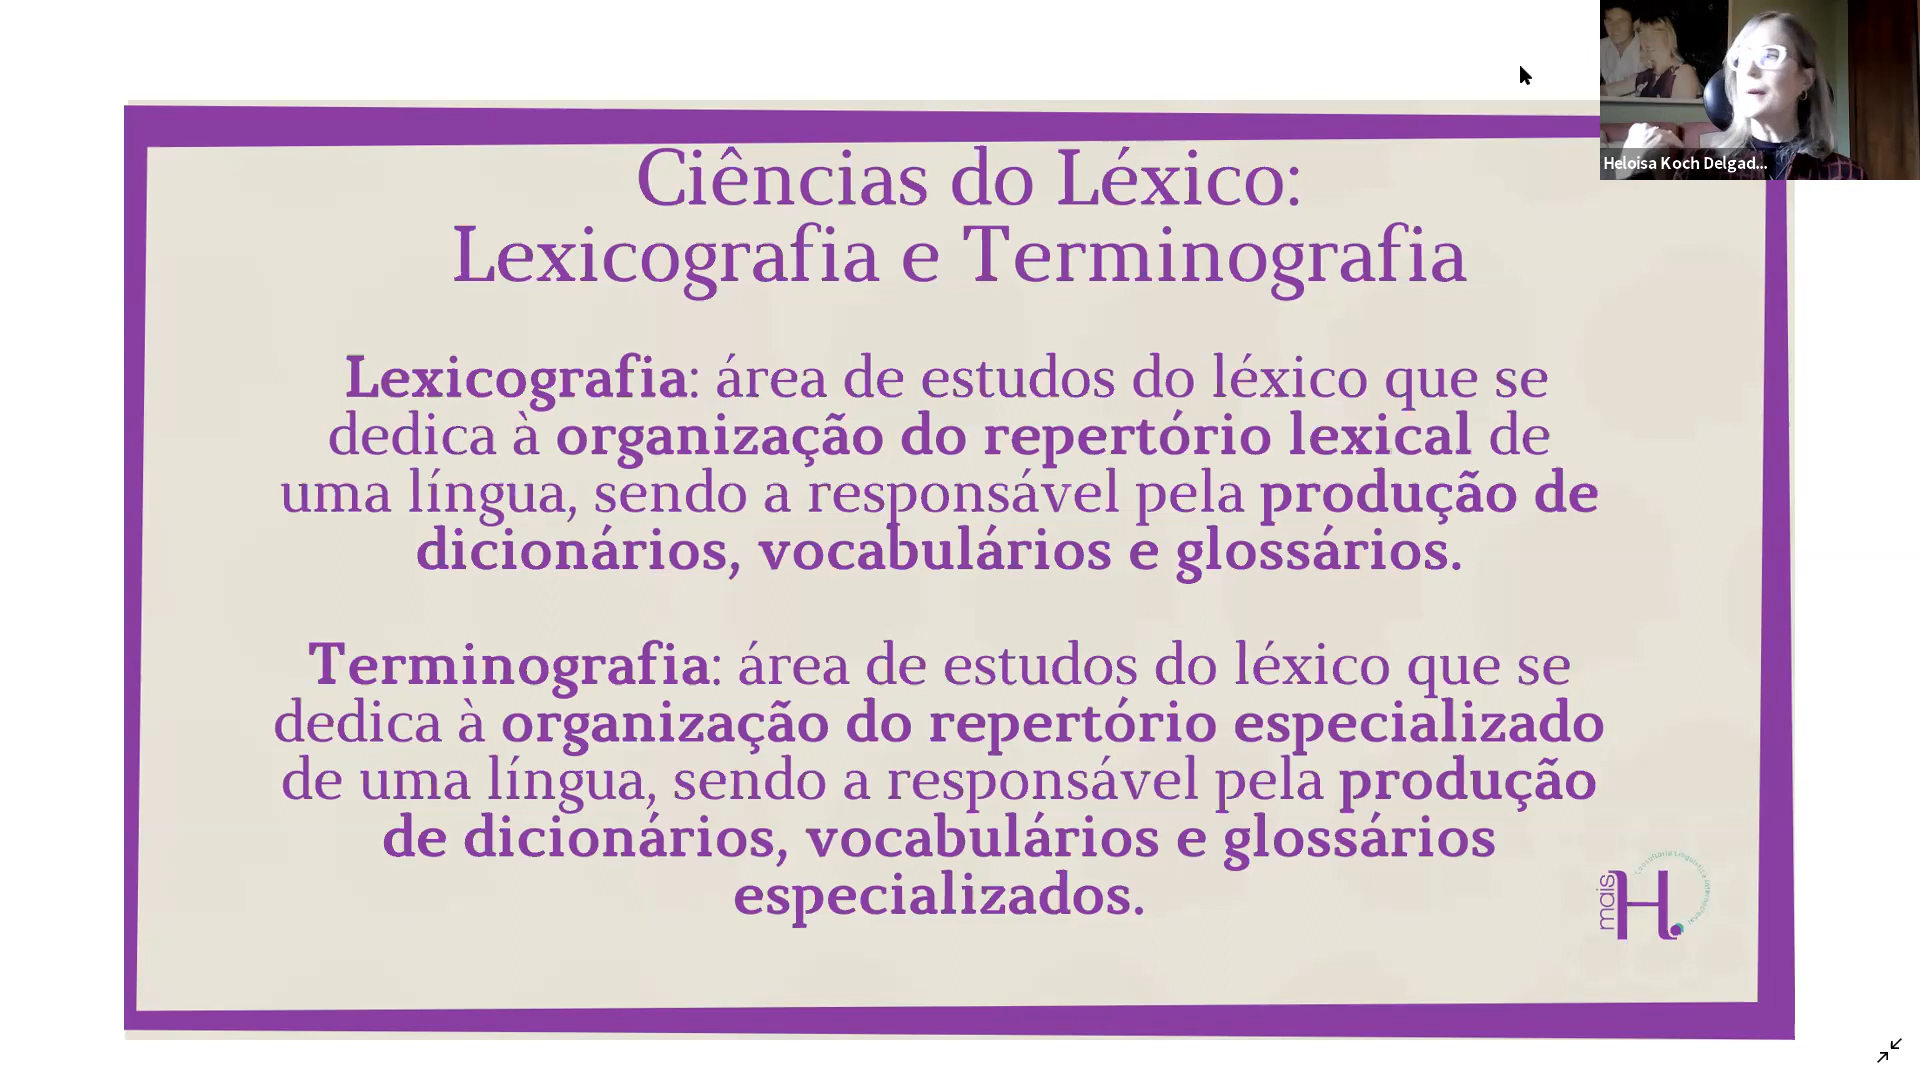 Heloísa Koch Delgad...
Ciências do Léxico:
Lexicografia e Terminografia
Lexicografia: área de estudos do léxico que se
dedica à organização do repertório lexical de
uma língua, sendo a responsável pela produção de
dicionários, vocabulários e glossários.
Terminografia: área de estudos do léxico que se
dedica à organização do repertório especializado
de uma língua, sendo a responsável pela produção
de dicionários, vocabulários e glossários
especializados.
mais
H.